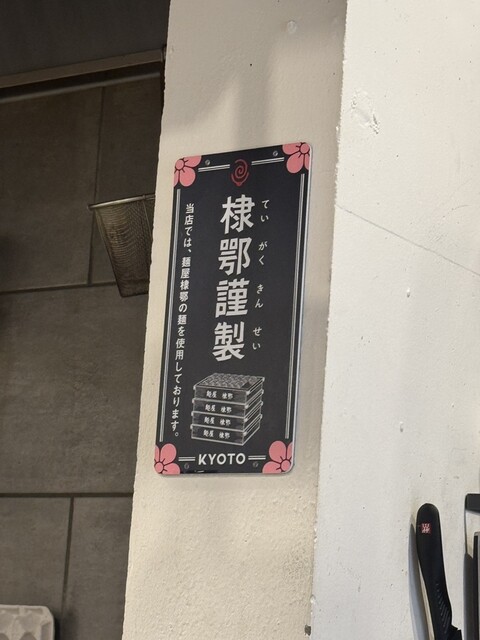 棣鄂謹製
てい がく きん せい
当店では、麺屋棣鄂の麺を使用しております。
麺屋 棣鄂
麺屋 棣鄂
麺屋 棣鄂
麺屋 棣鄂
KYOTO